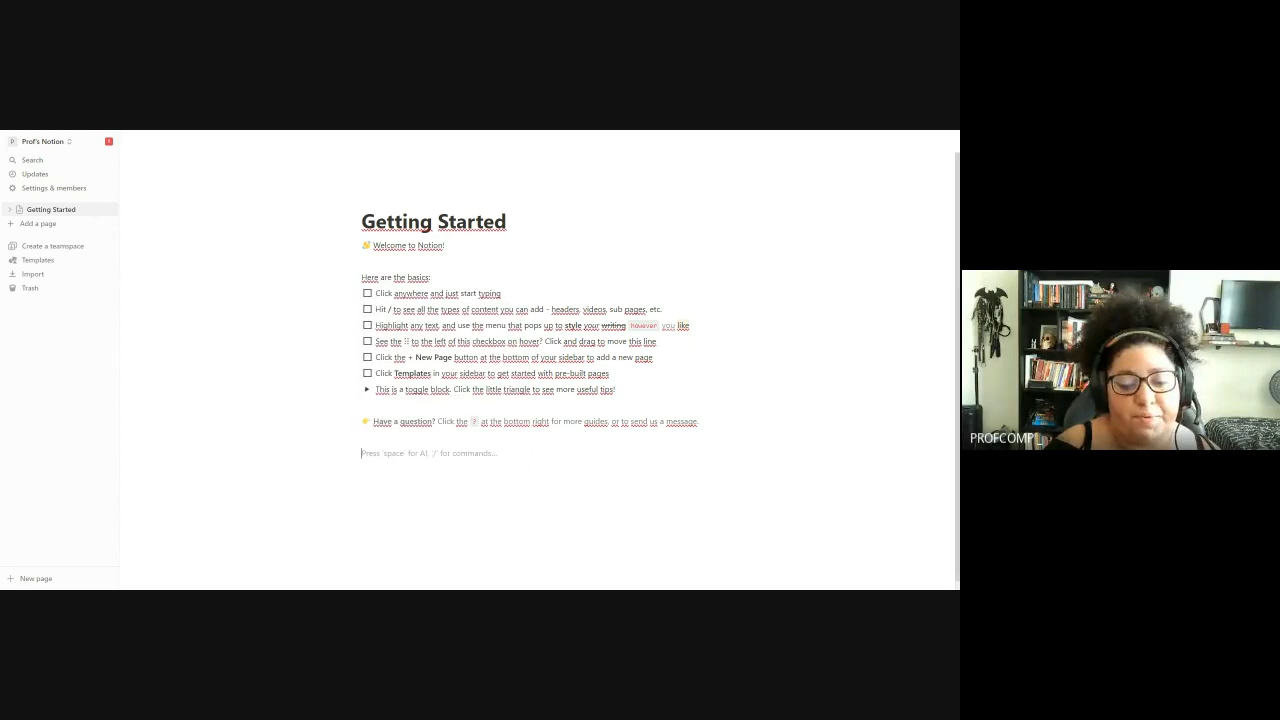 P Prof's Notion
Search
Updates
Settings & members
Getting Started
Add a page
Create a teamspace
Templates
Import
Trash
New page
Getting Started
👋 Welcome to Notion!
Here are the basics:
Click anywhere and just start typing
Hit / to see all the types of content you can add - headers, videos, sub pages, etc.
Highlight any text, and use the menu that pops up to style your writing however you like
See the ⋮⋮ to the left of this checkbox on hover? Click and drag to move this line
Click the + New Page button at the bottom of your sidebar to add a new page
Click Templates in your sidebar to get started with pre-built pages
This is a toggle block. Click the little triangle to see more useful tips!
👉 Have a question? Click the ? at the bottom right for more guides, or to send us a message.
Press 'space' for AI, '/' for commands...
PROFCOMP_